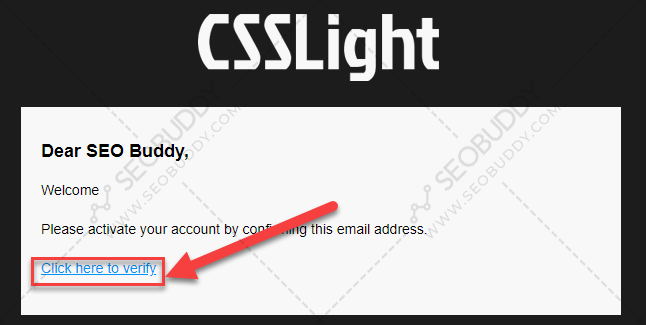 CSSLight
SEOBUDDY
WWW.SEOBUDDY.COM
SEOBUDDY
WWW.SEOBUDDY.COM
Dear SEO Buddy,
Welcome
Please activate your account by confirming this email address.
Click here to verify